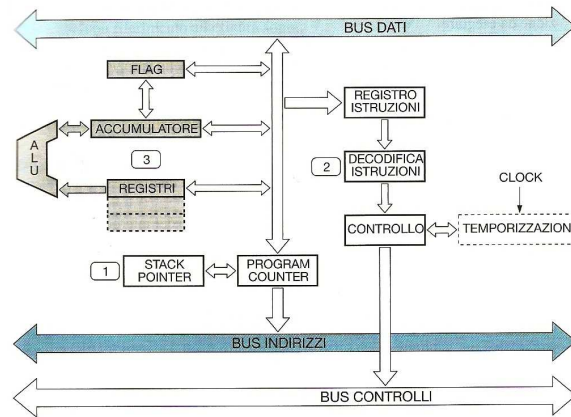 BUS DATI
FLAG
REGISTRO
ISTRUZIONI
ACCUMULATORE
ALU
3
2
DECODIFICA
ISTRUZIONI
REGISTRI
CLOCK
CONTROLLO
TEMPORIZZAZION
1
STACK
POINTER
PROGRAM
COUNTER
BUS INDIRIZZI
BUS CONTROLLI